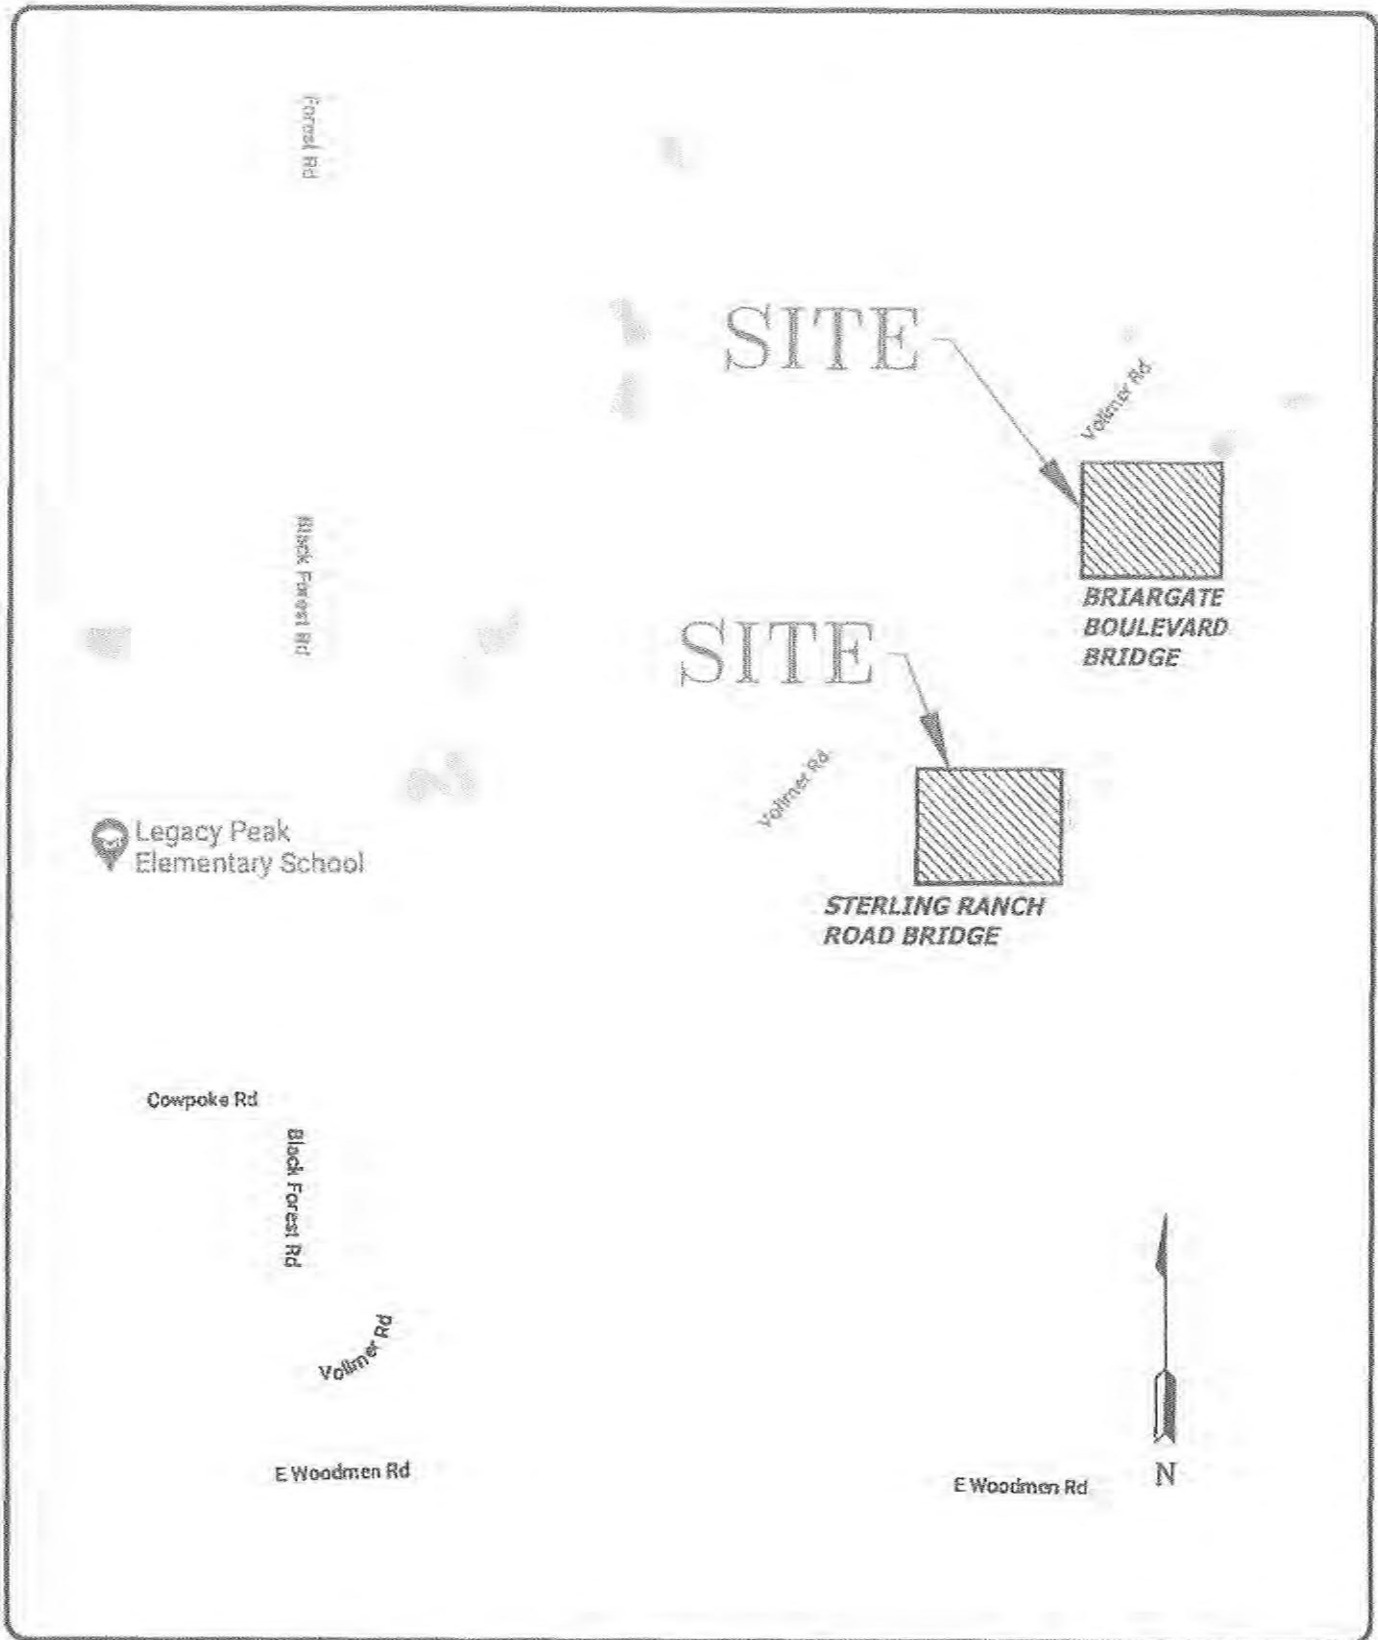 Forest Rd
SITE
Vollmer Rd
Black Forest Rd
BRIARGATE
BOULEVARD
BRIDGE
SITE
Vollmer Rd
Legacy Peak
Elementary School
STERLING RANCH
ROAD BRIDGE
Cowpoke Rd
Black Forest Rd
Vollmer Rd
E Woodmen Rd
E Woodmen Rd
N